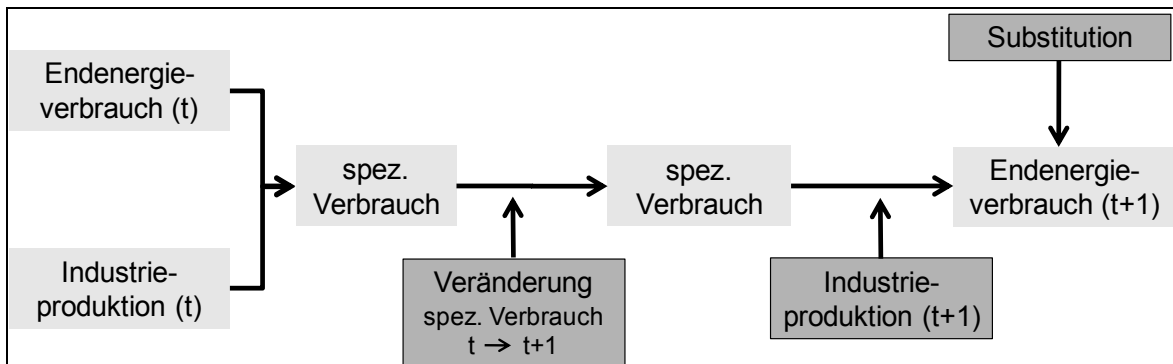 Substitution
Endenergie-
verbrauch (t)
spez.
Verbrauch
spez.
Verbrauch
Endenergie-
verbrauch (t+1)
Industrie-
produktion (t)
Veränderung
spez. Verbrauch
t → t+1
Industrie-
produktion (t+1)